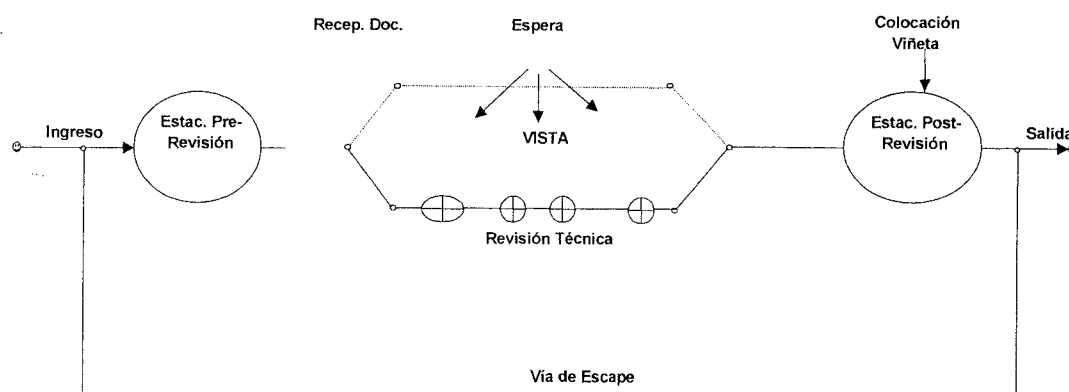 Recep. Doc.
Espera
Colocación
Viñeta
Ingreso
Estac. Pre-
Revisión
VISTA
Estac. Post-
Revisión
Salida
Revisión Técnica
Vía de Escape